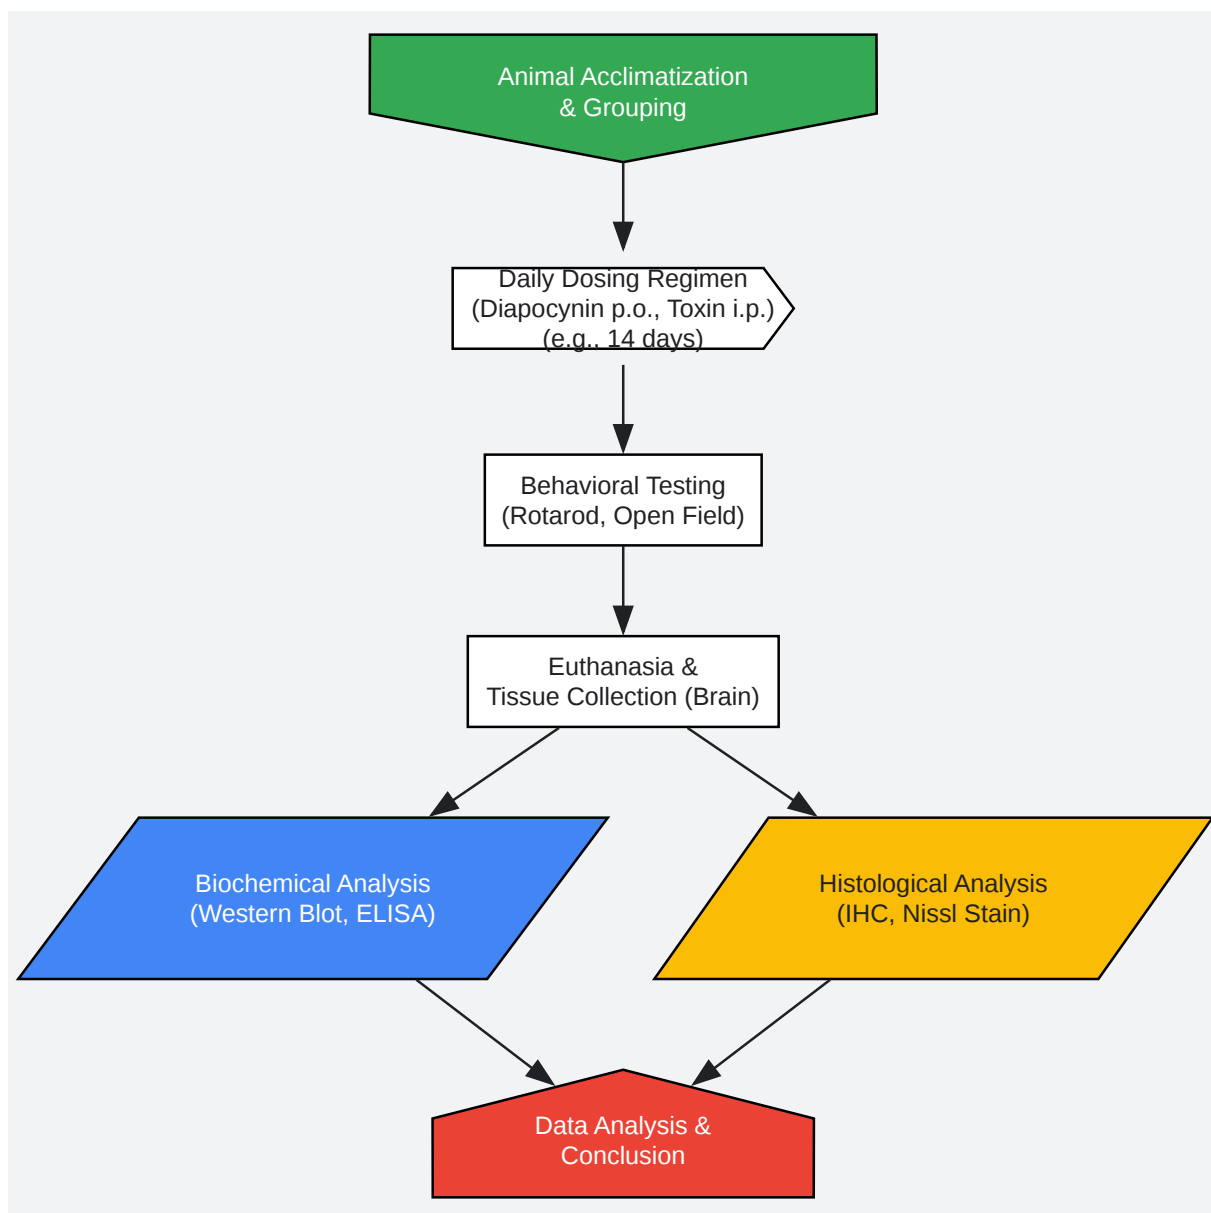 Animal Acclimatization
& Grouping
Daily Dosing Regimen
(Diapocynin p.o., Toxin i.p.)
(e.g., 14 days)
Behavioral Testing
(Rotarod, Open Field)
Euthanasia &
Tissue Collection (Brain)
Biochemical Analysis
(Western Blot, ELISA)
Histological Analysis
(IHC, Nissl Stain)
Data Analysis &
Conclusion